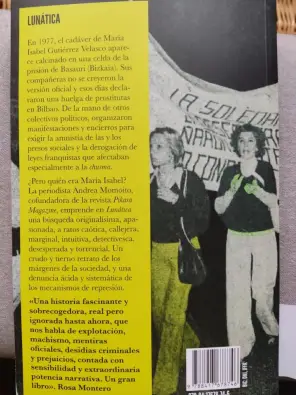 LUNÁTICA
En 1977, el cadáver de María
Isabel Gutiérrez Velasco apare-
ce calcinado en una celda de la
prisión de Basauri (Bizkaia). Sus
compañeras no se creyeron la
versión oficial y esos días decla-
raron una huelga de prostitutas
en Bilbao. De la mano de otros
colectivos políticos, organizaron
manifestaciones y encierros para
exigir la amnistía de las y los
presos sociales y la derogación de
leyes franquistas que afectaban
especialmente a la chusma.
¿Pero quién era María Isabel?
La periodista Andrea Momoitio,
cofundadora de la revista Pikara
Magazine, emprende en Lunática
una búsqueda originalísima, apa-
sionada, a ratos caótica, callejera,
marginal, intuitiva, detectivesca,
desesperada y torrencial. Un
crudo y tierno retrato de los
márgenes de la sociedad, y una
denuncia ácida y sistemática de
los mecanismos de represión.
«Una historia fascinante y
sobrecogedora, real pero
ignorada hasta ahora, que
nos habla de explotación,
machismo, mentiras
oficiales, desidias criminales
y prejuicios, contada con
sensibilidad y extraordinaria
potencia narrativa. Un gran
libro». Rosa Montero
LA